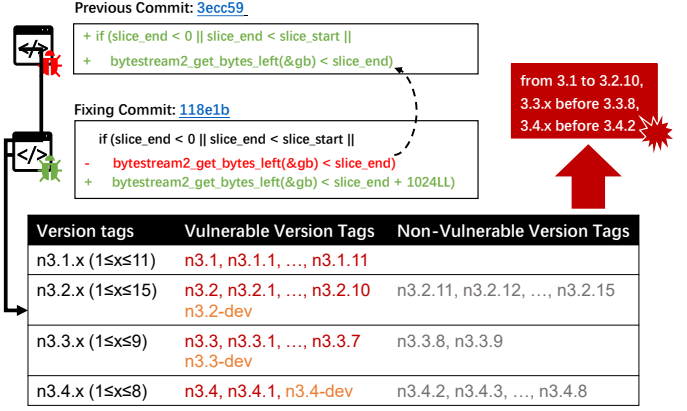 Previous Commit: 3ecc59
+ if (slice_end < 0 || slice_end < slice_start ||
+ bytestream2_get_bytes_left(&gb) < slice_end)
</>
from 3.1 to 3.2.10,
3.3.x before 3.3.8,
3.4.x before 3.4.2
Fixing Commit: 118e1b
if (slice_end < 0 || slice_end < slice_start ||
- bytestream2_get_bytes_left(&gb) < slice_end)
+ bytestream2_get_bytes_left(&gb) < slice_end + 1024LL)
</>
Version tags Vulnerable Version Tags Non-Vulnerable Version Tags
n3.1.x (1≤x≤11) n3.1, n3.1.1, …, n3.1.11
n3.2.x (1≤x≤15) n3.2, n3.2.1, …, n3.2.10 n3.2.11, n3.2.12, …, n3.2.15
n3.2-dev
n3.3.x (1≤x≤9) n3.3, n3.3.1, …, n3.3.7 n3.3.8, n3.3.9
n3.3-dev
n3.4.x (1≤x≤8) n3.4, n3.4.1, n3.4-dev n3.4.2, n3.4.3, …, n3.4.8